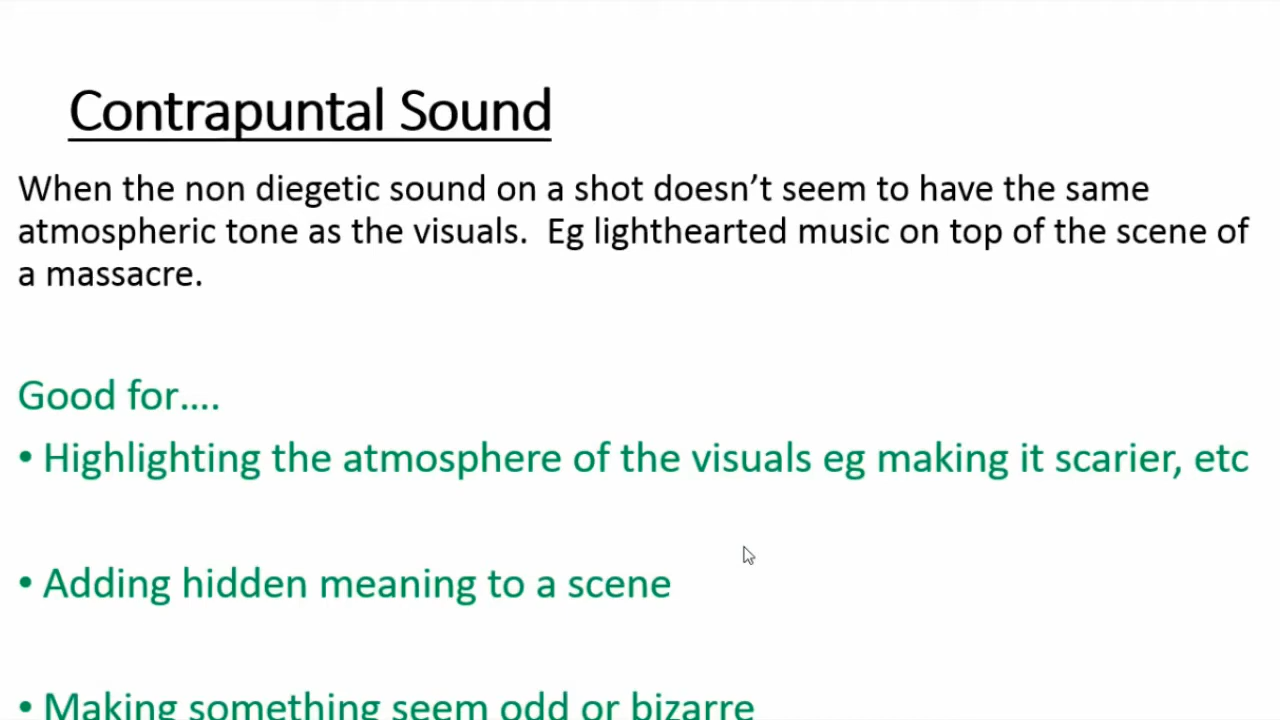 Contrapuntal Sound
When the non diegetic sound on a shot doesn’t seem to have the same
atmospheric tone as the visuals.  Eg lighthearted music on top of the scene of
a massacre.
Good for....
• Highlighting the atmosphere of the visuals eg making it scarier, etc
• Adding hidden meaning to a scene
• Making something seem odd or bizarre